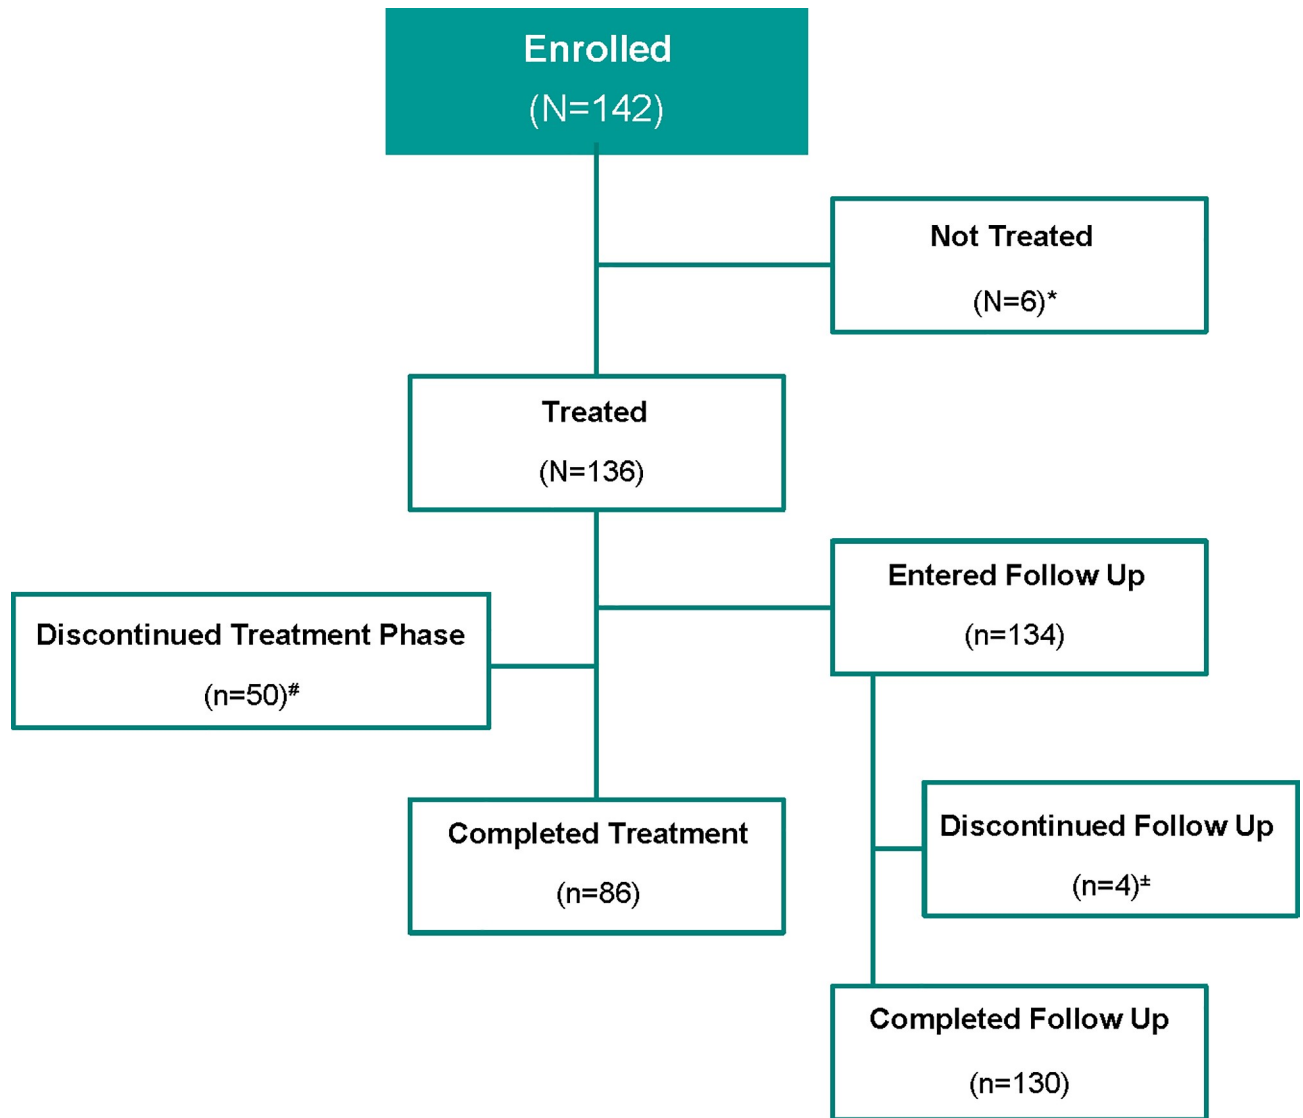 Enrolled
(N=142)
Not Treated
(N=6)*
Treated
(N=136)
Entered Follow Up
(n=134)
Discontinued Treatment Phase
(n=50)#
Completed Treatment
(n=86)
Discontinued Follow Up
(n=4)±
Completed Follow Up
(n=130)